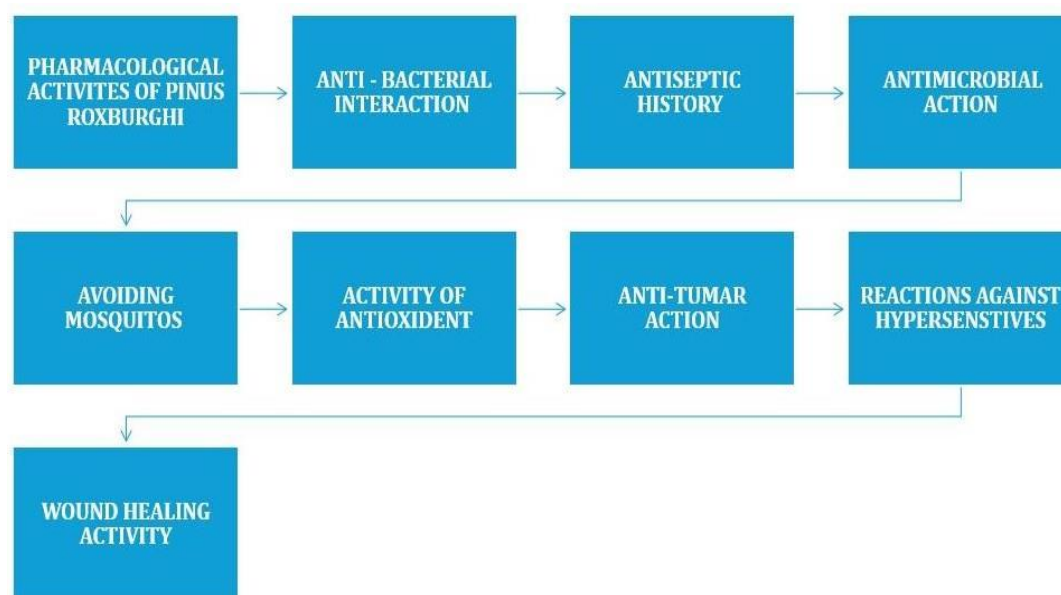 PHARMACOLOGICAL
ACTIVITES OF PINUS
ROXBURGHI
ANTI - BACTERIAL
INTERACTION
ANTISEPTIC
HISTORY
ANTIMICROBIAL
ACTION
AVOIDING
MOSQUITOS
ACTIVITY OF
ANTIOXIDENT
ANTI-TUMAR
ACTION
REACTIONS AGAINST
HYPERSENSTIVES
WOUND HEALING
ACTIVITY